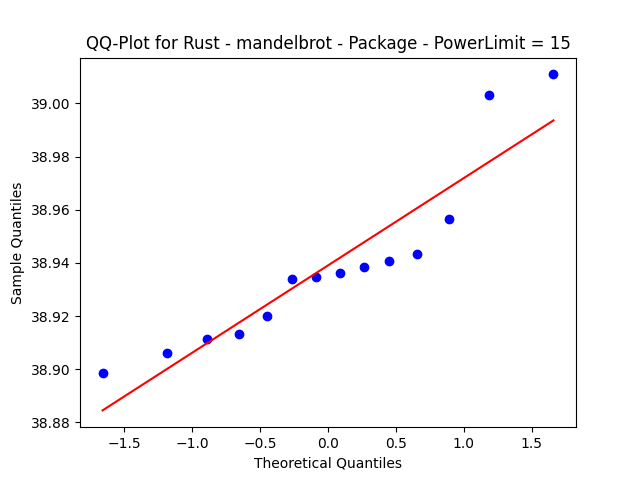 QQ-Plot for Rust - mandelbrot - Package - PowerLimit = 15
39.00
38.98
38.96
38.94
38.92
38.90
38.88
Sample Quantiles
−1.5 −1.0 −0.5 0.0 0.5 1.0 1.5
Theoretical Quantiles